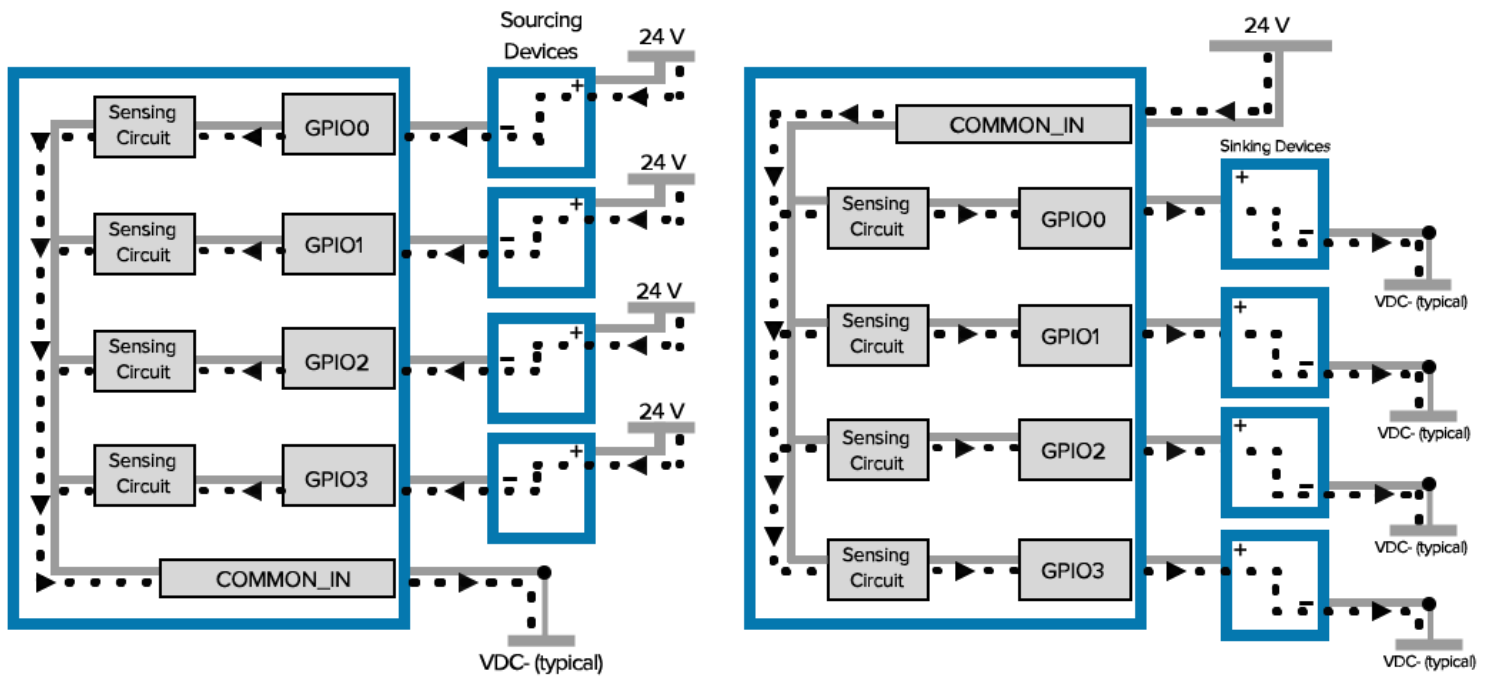 Sourcing
Devices
24 V
Sensing
Circuit
GPIO0
+
-
24 V
Sensing
Circuit
GPIO1
+
-
24 V
Sensing
Circuit
GPIO2
+
-
24 V
Sensing
Circuit
GPIO3
+
-
COMMON_IN
VDC- (typical)
24 V
COMMON_IN
Sinking Devices
Sensing
Circuit
GPIO0
+
-
VDC- (typical)
Sensing
Circuit
GPIO1
+
-
VDC- (typical)
Sensing
Circuit
GPIO2
+
-
VDC- (typical)
Sensing
Circuit
GPIO3
+
-
VDC- (typical)